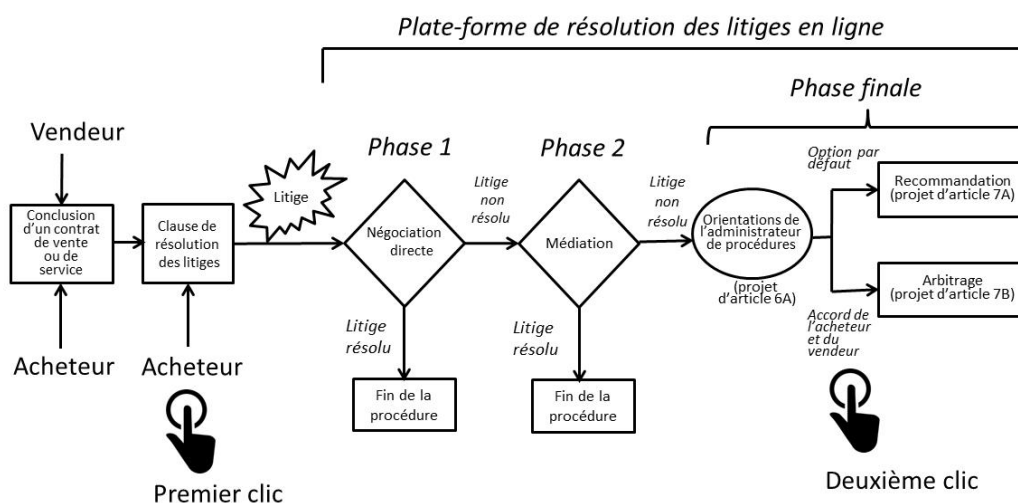 Plate-forme de résolution des litiges en ligne
Phase finale
Vendeur
Phase 1
Phase 2
Option par
défaut
Litige
Litige
non
résolu
Litige
non
résolu
Recommandation
(projet d'article 7A)
Conclusion
d'un contrat
de vente
ou de
service
Clause de
résolution
des litiges
Négociation
directe
Médiation
Orientations de
l'administrateur
de procédures
(projet
d'article 6A)
Arbitrage
(projet d'article 7B)
Accord de
l'acheteur
et du
vendeur
Litige
résolu
Litige
résolu
Acheteur
Acheteur
Fin de la
procédure
Fin de la
procédure
Premier clic
Deuxième clic